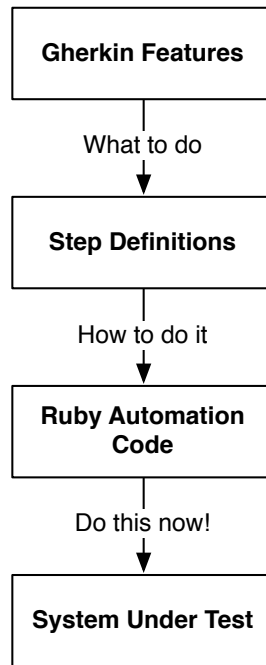 Gherkin Features
What to do
Step Definitions
How to do it
Ruby Automation
Code
Do this now!
System Under Test